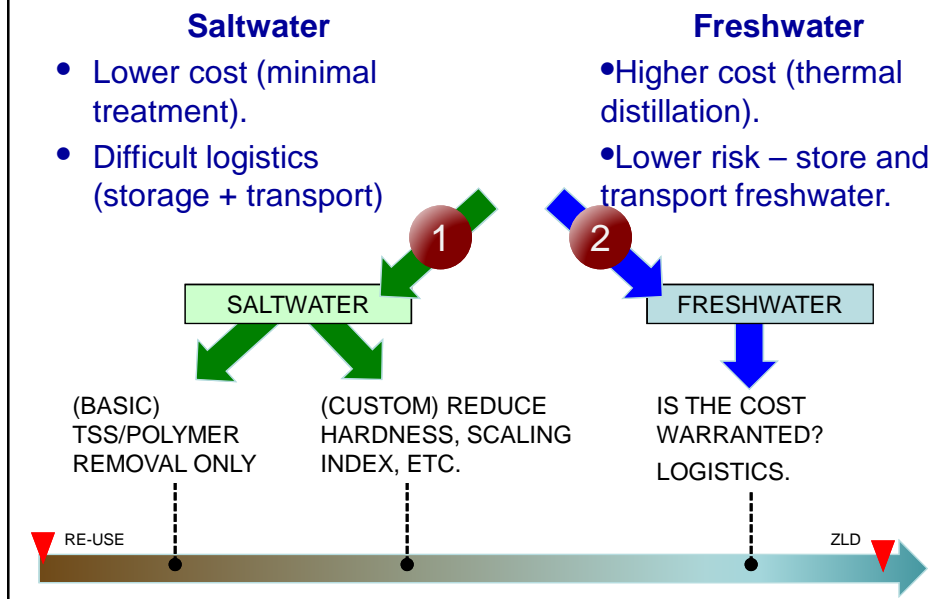 Saltwater
• Lower cost (minimal
treatment).
• Difficult logistics
(storage + transport)
Freshwater
•Higher cost (thermal
distillation).
•Lower risk – store and
transport freshwater.
1
2
SALTWATER
FRESHWATER
(BASIC)
TSS/POLYMER
REMOVAL ONLY
(CUSTOM) REDUCE
HARDNESS, SCALING
INDEX, ETC.
IS THE COST
WARRANTED?
LOGISTICS.
RE-USE
ZLD